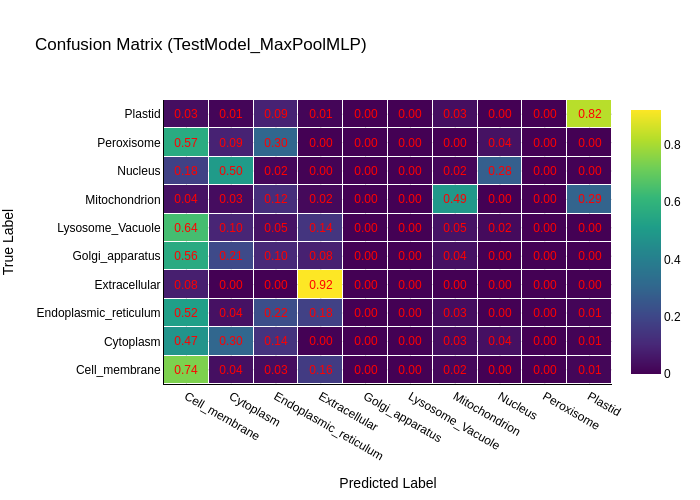 Confusion Matrix (TestModel_MaxPoolMLP)
True Label
Plastid 0.03 0.01 0.09 0.01 0.00 0.00 0.03 0.00 0.00 0.82
Peroxisome 0.57 0.09 0.30 0.00 0.00 0.00 0.00 0.04 0.00 0.00
Nucleus 0.18 0.50 0.02 0.00 0.00 0.00 0.02 0.28 0.00 0.00
Mitochondrion 0.04 0.03 0.12 0.02 0.00 0.00 0.49 0.00 0.00 0.29
Lysosome_Vacuole 0.64 0.10 0.05 0.14 0.00 0.00 0.05 0.02 0.00 0.00
Golgi_apparatus 0.56 0.21 0.10 0.08 0.00 0.00 0.04 0.00 0.00 0.00
Extracellular 0.08 0.00 0.00 0.92 0.00 0.00 0.00 0.00 0.00 0.00
Endoplasmic_reticulum 0.52 0.04 0.22 0.18 0.00 0.00 0.03 0.00 0.00 0.01
Cytoplasm 0.47 0.30 0.14 0.00 0.00 0.00 0.03 0.04 0.00 0.01
Cell_membrane 0.74 0.04 0.03 0.16 0.00 0.00 0.02 0.00 0.00 0.01
Cell_membrane
Cytoplasm
Endoplasmic_reticulum
Extracellular
Golgi_apparatus
Lysosome_Vacuole
Mitochondrion
Nucleus
Peroxisome
Plastid
Predicted Label
0.8
0.6
0.4
0.2
0